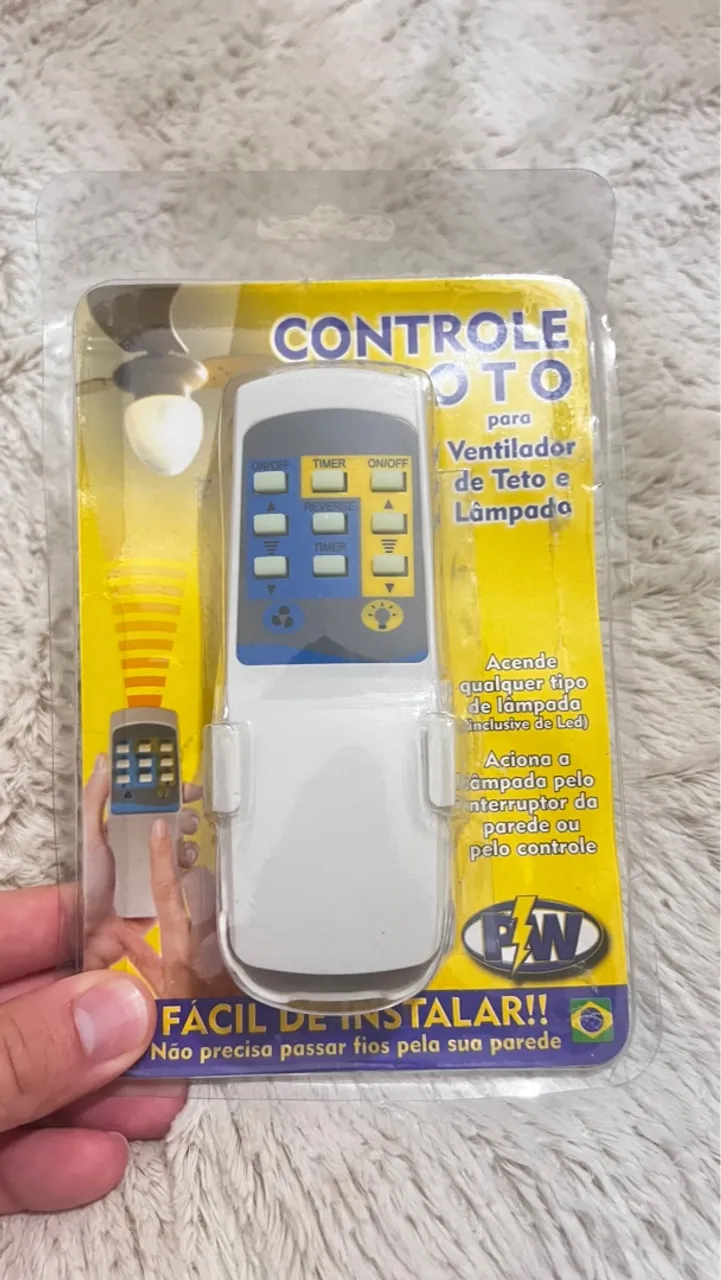 CONTROLE
OTO
para
Ventilador
de Teto e
Lâmpada
ON/OFF TIMER ON/OFF
REVERSE
TIMER
Acende
qualquer tipo
de lâmpada
(inclusive de Led)
Aciona a
lâmpada pelo
interruptor da
parede ou
pelo controle
PW
FÁCIL DE INSTALAR!!
Não precisa passar fios pela sua parede